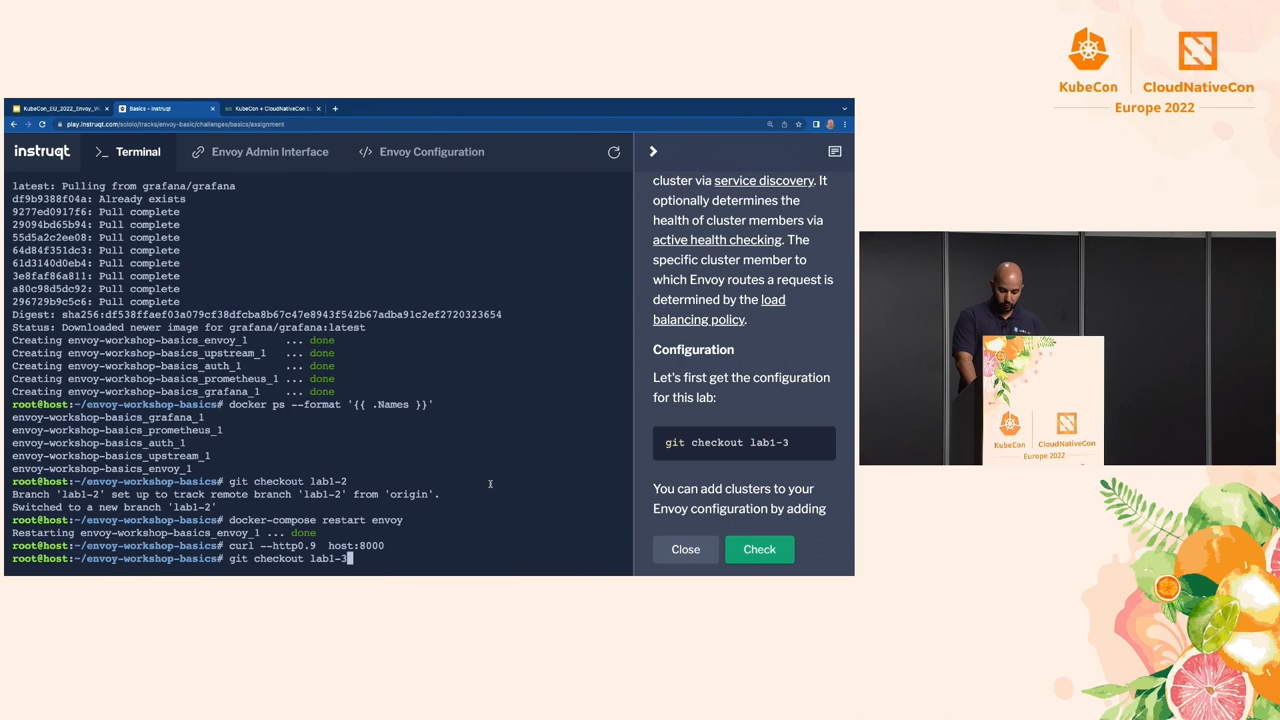 KubeCon_EU_2022_Envoy_W
Basics - Instruqt
KubeCon + CloudNativeCon E
play.instruqt.com/soloio/tracks/envoy-basic/challenges/basics/assignment
instruqt
>_ Terminal
Envoy Admin Interface
</> Envoy Configuration
latest: Pulling from grafana/grafana
df9b9388f04a: Already exists
9277ed0917f6: Pull complete
29094bd65b94: Pull complete
55d5a2c2ee08: Pull complete
64d84f351dc3: Pull complete
61d3140d0eb4: Pull complete
3e8faf86a811: Pull complete
a80c98d5dc92: Pull complete
296729b9c5c6: Pull complete
Digest: sha256:df538ffaef03a079cf38dfcba8b67c47e8943f542b67adba91c2ef2720323654
Status: Downloaded newer image for grafana/grafana:latest
Creating envoy-workshop-basics_envoy_1 ... done
Creating envoy-workshop-basics_upstream_1 ... done
Creating envoy-workshop-basics_auth_1 ... done
Creating envoy-workshop-basics_prometheus_1 ... done
Creating envoy-workshop-basics_grafana_1 ... done
root@host:~/envoy-workshop-basics# docker ps --format '{{ .Names }}'
envoy-workshop-basics_grafana_1
envoy-workshop-basics_prometheus_1
envoy-workshop-basics_auth_1
envoy-workshop-basics_upstream_1
envoy-workshop-basics_envoy_1
root@host:~/envoy-workshop-basics# git checkout lab1-2
Branch 'lab1-2' set up to track remote branch 'lab1-2' from 'origin'.
Switched to a new branch 'lab1-2'
root@host:~/envoy-workshop-basics# docker-compose restart envoy
Restarting envoy-workshop-basics_envoy_1 ... done
root@host:~/envoy-workshop-basics# curl --http0.9  host:8000
root@host:~/envoy-workshop-basics# git checkout lab1-3
cluster via service discovery. It
optionally determines the
health of cluster members via
active health checking. The
specific cluster member to
which Envoy routes a request is
determined by the load
balancing policy.
Configuration
Let's first get the configuration
for this lab:
git checkout lab1-3
You can add clusters to your
Envoy configuration by adding
Close
Check
KubeCon
CloudNativeCon
Europe 2022
KubeCon
CloudNativeCon
Europe 2022